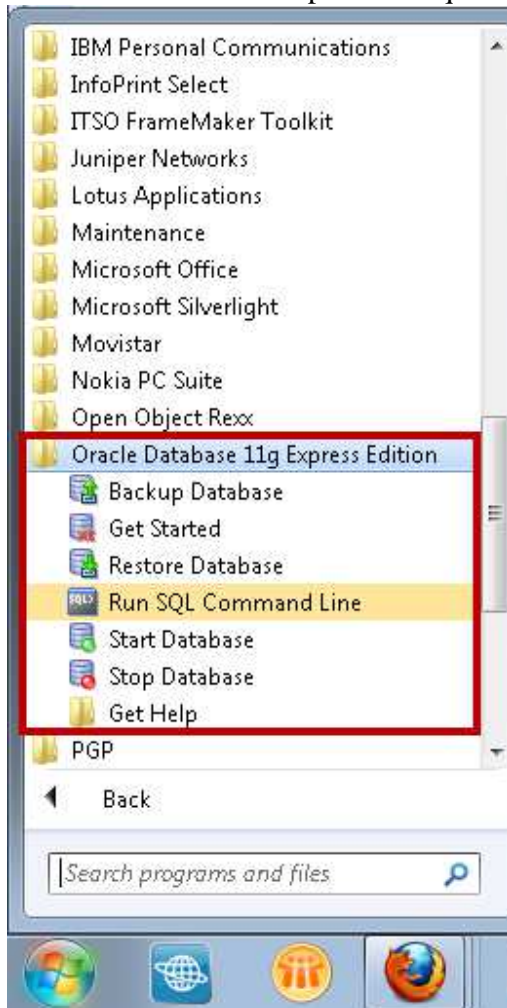 IBM Personal Communications
InfoPrint Select
ITSO FrameMaker Toolkit
Juniper Networks
Lotus Applications
Maintenance
Microsoft Office
Microsoft Silverlight
Movistar
Nokia PC Suite
Open Object Rexx
Oracle Database 11g Express Edition
Backup Database
Get Started
Restore Database
Run SQL Command Line
Start Database
Stop Database
Get Help
PGP
Back
Search programs and files